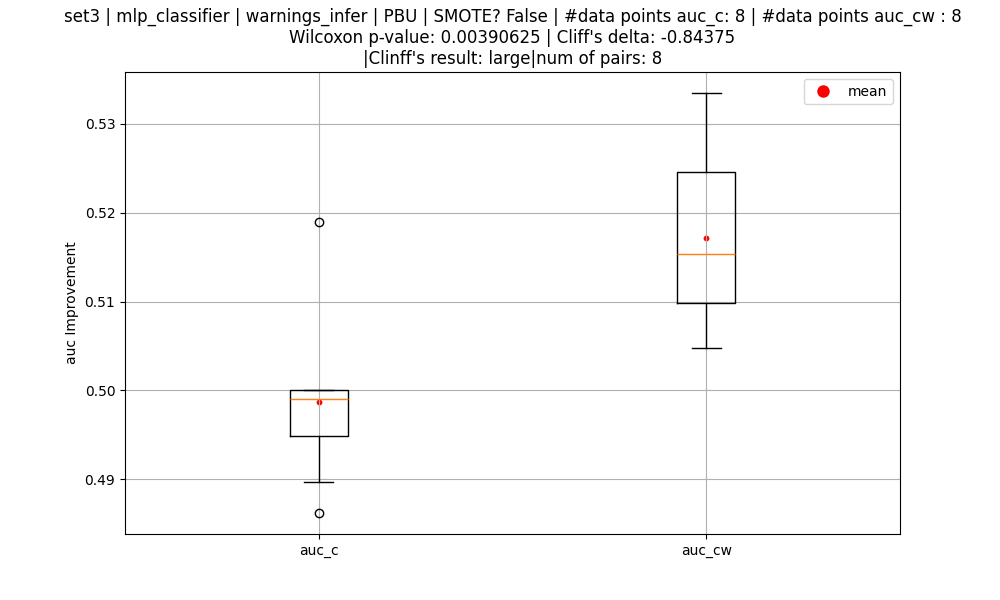 set3 | mlp_classifier | warnings_infer | PBU | SMOTE? False | #data points auc_c: 8 | #data points auc_cw : 8
Wilcoxon p-value: 0.00390625 | Cliff's delta: -0.84375
|Clinff's result: large|num of pairs: 8
mean
0.53
0.52
0.51
0.50
0.49
auc Improvement
auc_c
auc_cw